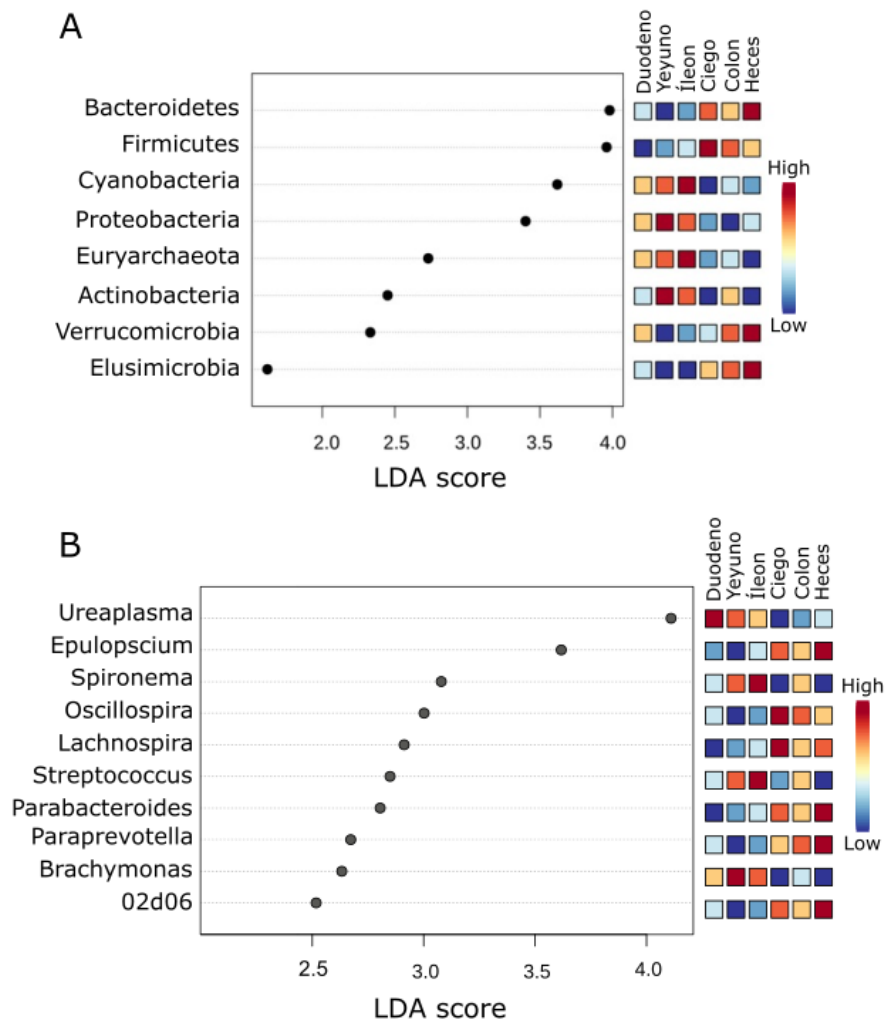 A
Duodeno
Yeyuno
Íleon
Ciego
Colon
Heces
Bacteroidetes
Firmicutes
Cyanobacteria
Proteobacteria
Euryarchaeota
Actinobacteria
Verrucomicrobia
Elusimicrobia
High
Low
2.0 2.5 3.0 3.5 4.0
LDA score
B
Duodeno
Yeyuno
Íleon
Ciego
Colon
Heces
Ureaplasma
Epulopscium
Spironema
Oscillospira
Lachnospira
Streptococcus
Parabacteroides
Paraprevotella
Brachymonas
02d06
High
Low
2.5 3.0 3.5 4.0
LDA score